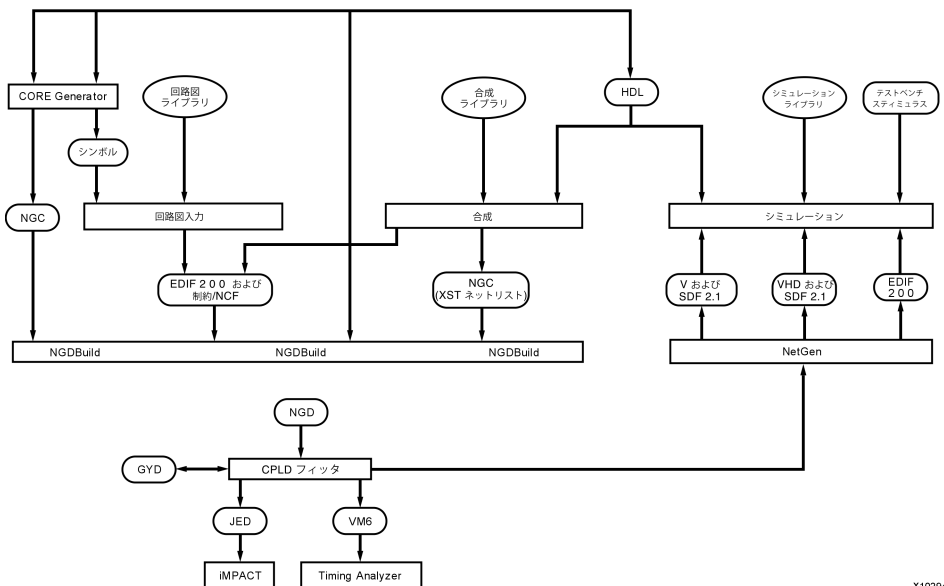 CORE Generator
回路図
ライブラリ
合成
ライブラリ
HDL
シミュレーション
ライブラリ
テストベンチ
スティミュラス
シンボル
NGC
回路図入力
合成
シミュレーション
EDIF 2 0 0 および
制約/NCF
NGC
(XST ネットリスト)
V および
SDF 2.1
VHD および
SDF 2.1
EDIF
2 0 0
NGDBuild
NGDBuild
NGDBuild
NetGen
NGD
GYD
CPLD フィッタ
JED
VM6
iMPACT
Timing Analyzer